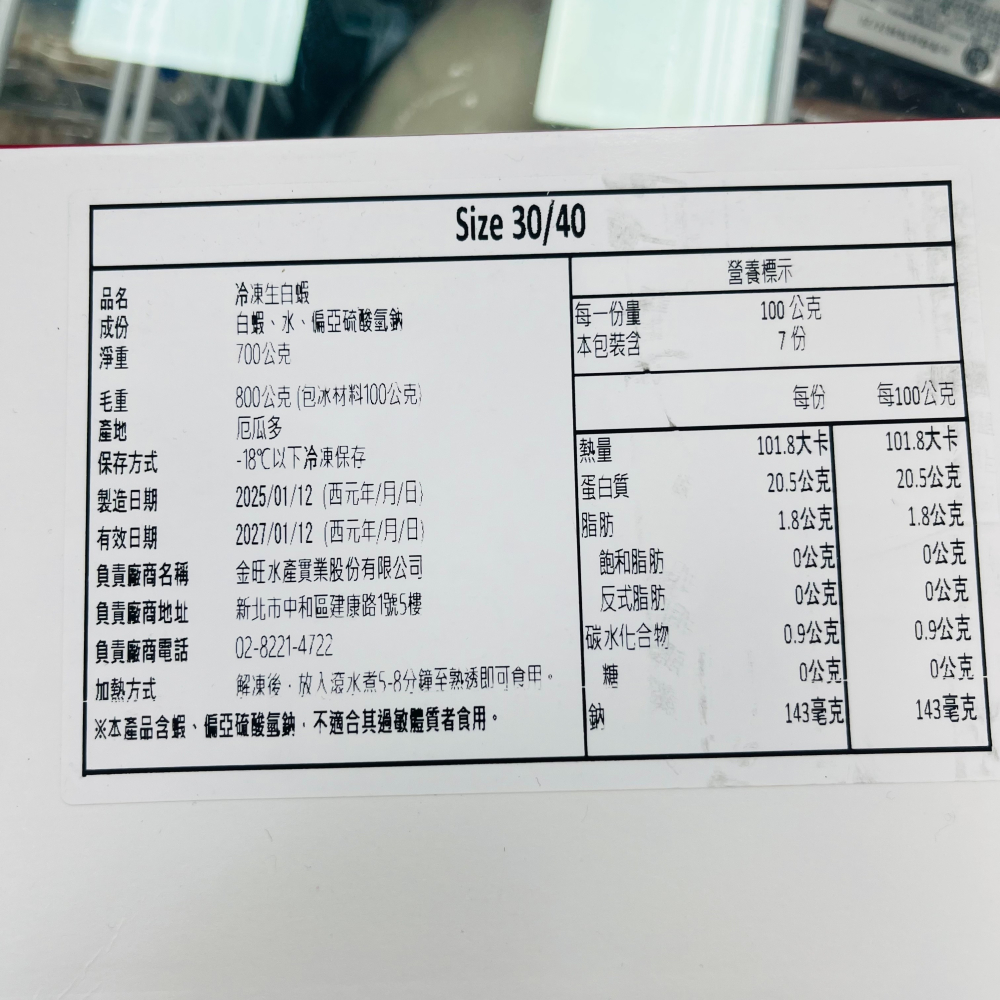 Size 30/40
品名 冷凍生白蝦
成份 白蝦、水、偏亞硫酸氫鈉
淨重 700公克
毛重 800公克 (包冰材料100公克)
產地 厄瓜多
保存方式 -18℃以下冷凍保存
製造日期 2025/01/12 (西元年/月/日)
有效日期 2027/01/12 (西元年/月/日)
負責廠商名稱 金旺水產實業股份有限公司
負責廠商地址 新北市中和區建康路1號5樓
負責廠商電話 02-8221-4722
加熱方式 解凍後，放入滾水煮5-8分鐘至熟透即可食用。
※本產品含蝦、偏亞硫酸氫鈉，不適合其過敏體質者食用。
營養標示
每一份量 100 公克
本包裝含 7 份
每份 每100公克
熱量 101.8大卡 101.8大卡
蛋白質 20.5公克 20.5公克
脂肪 1.8公克 1.8公克
飽和脂肪 0公克 0公克
反式脂肪 0公克 0公克
碳水化合物 0.9公克 0.9公克
糖 0公克 0公克
鈉 143毫克 143毫克